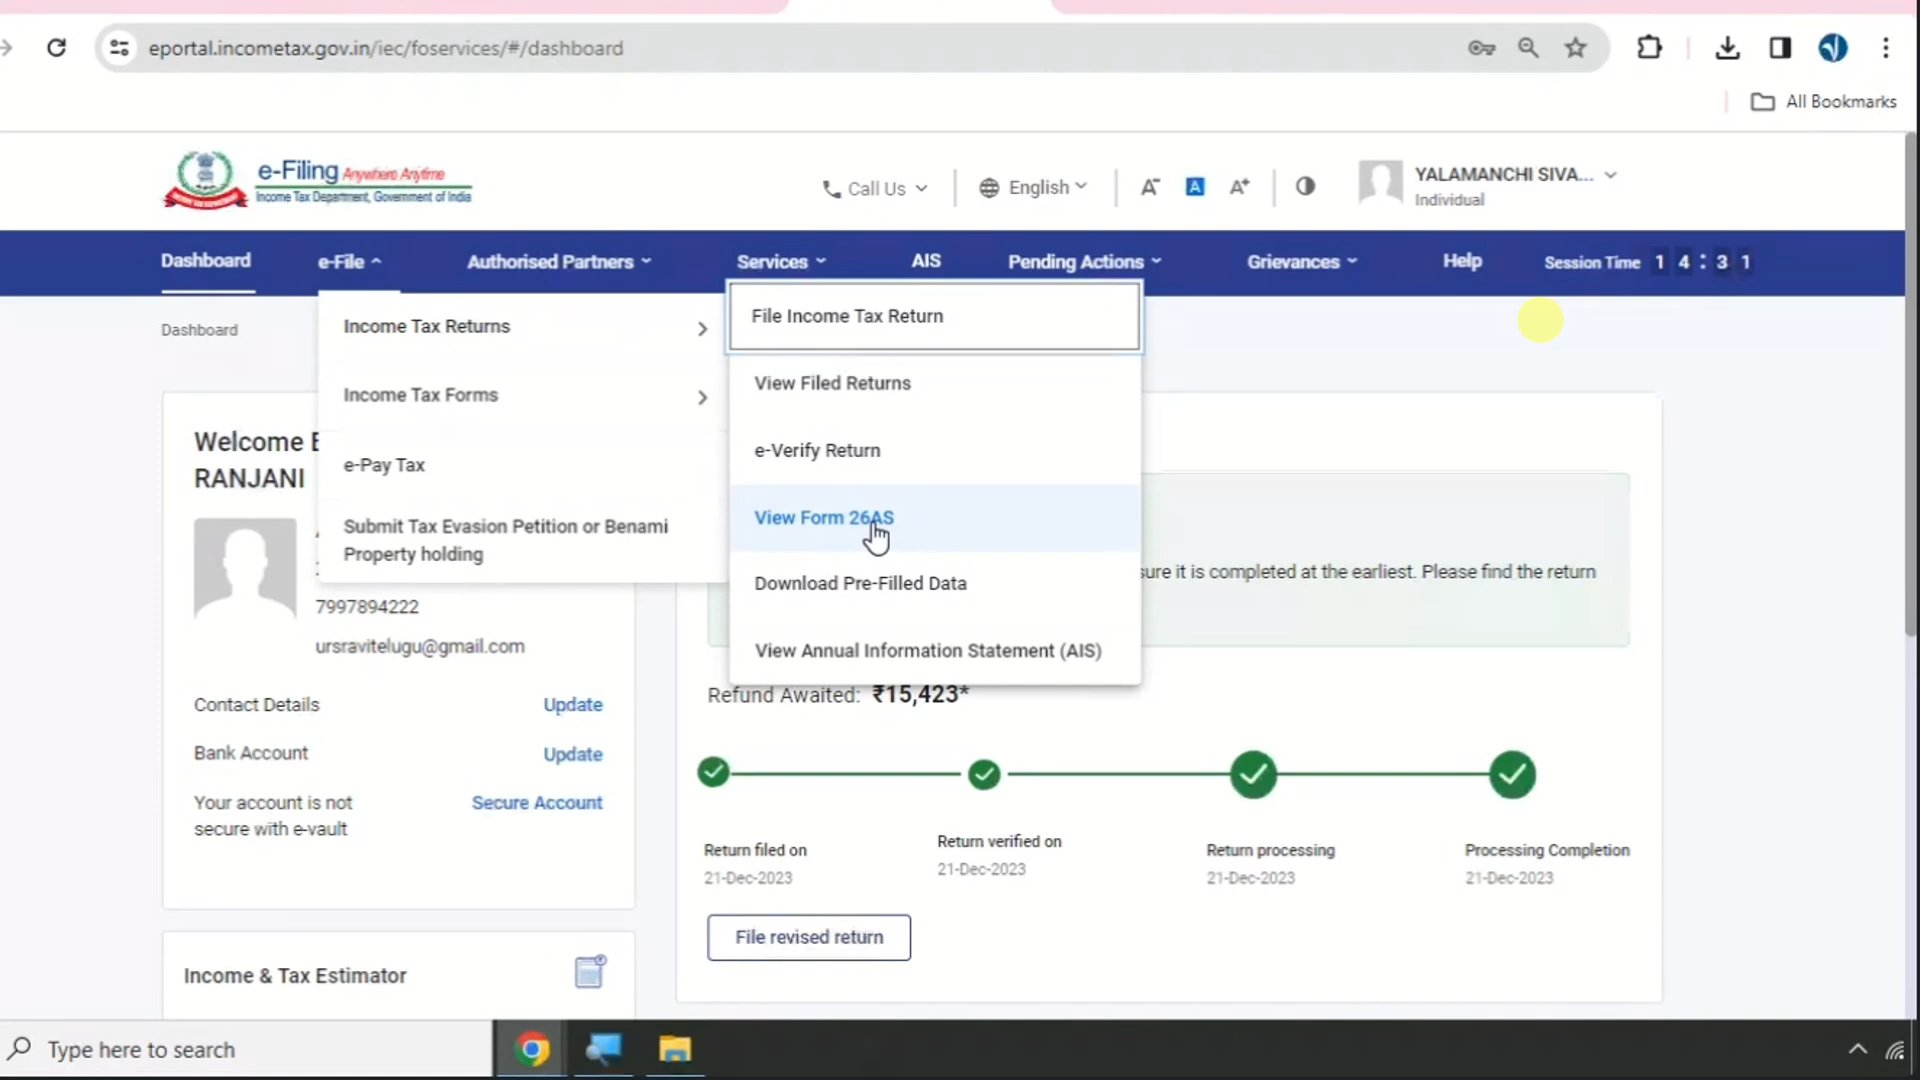 eportal.incometax.gov.in/iec/foservices/#/dashboard
All Bookmarks
e-Filing Anywhere Anytime
Income Tax Department, Government of India
Call Us
English
A-
A
A+
YALAMANCHI SIVA...
Individual
Dashboard
e-File
Authorised Partners
Services
AIS
Pending Actions
Grievances
Help
Session Time 1 4 : 3 1
Dashboard
Income Tax Returns
Income Tax Forms
e-Pay Tax
Submit Tax Evasion Petition or Benami
Property holding
File Income Tax Return
View Filed Returns
e-Verify Return
View Form 26AS
Download Pre-Filled Data
View Annual Information Statement (AIS)
Welcome
RANJANI
7997894222
ursravitelugu@gmail.com
Contact Details Update
Bank Account Update
Your account is not
secure with e-vault
Secure Account
Income & Tax Estimator
it is completed at the earliest. Please find the return
Refund Awaited: ₹15,423*
Return filed on
21-Dec-2023
Return verified on
21-Dec-2023
Return processing
21-Dec-2023
Processing Completion
21-Dec-2023
File revised return
Type here to search